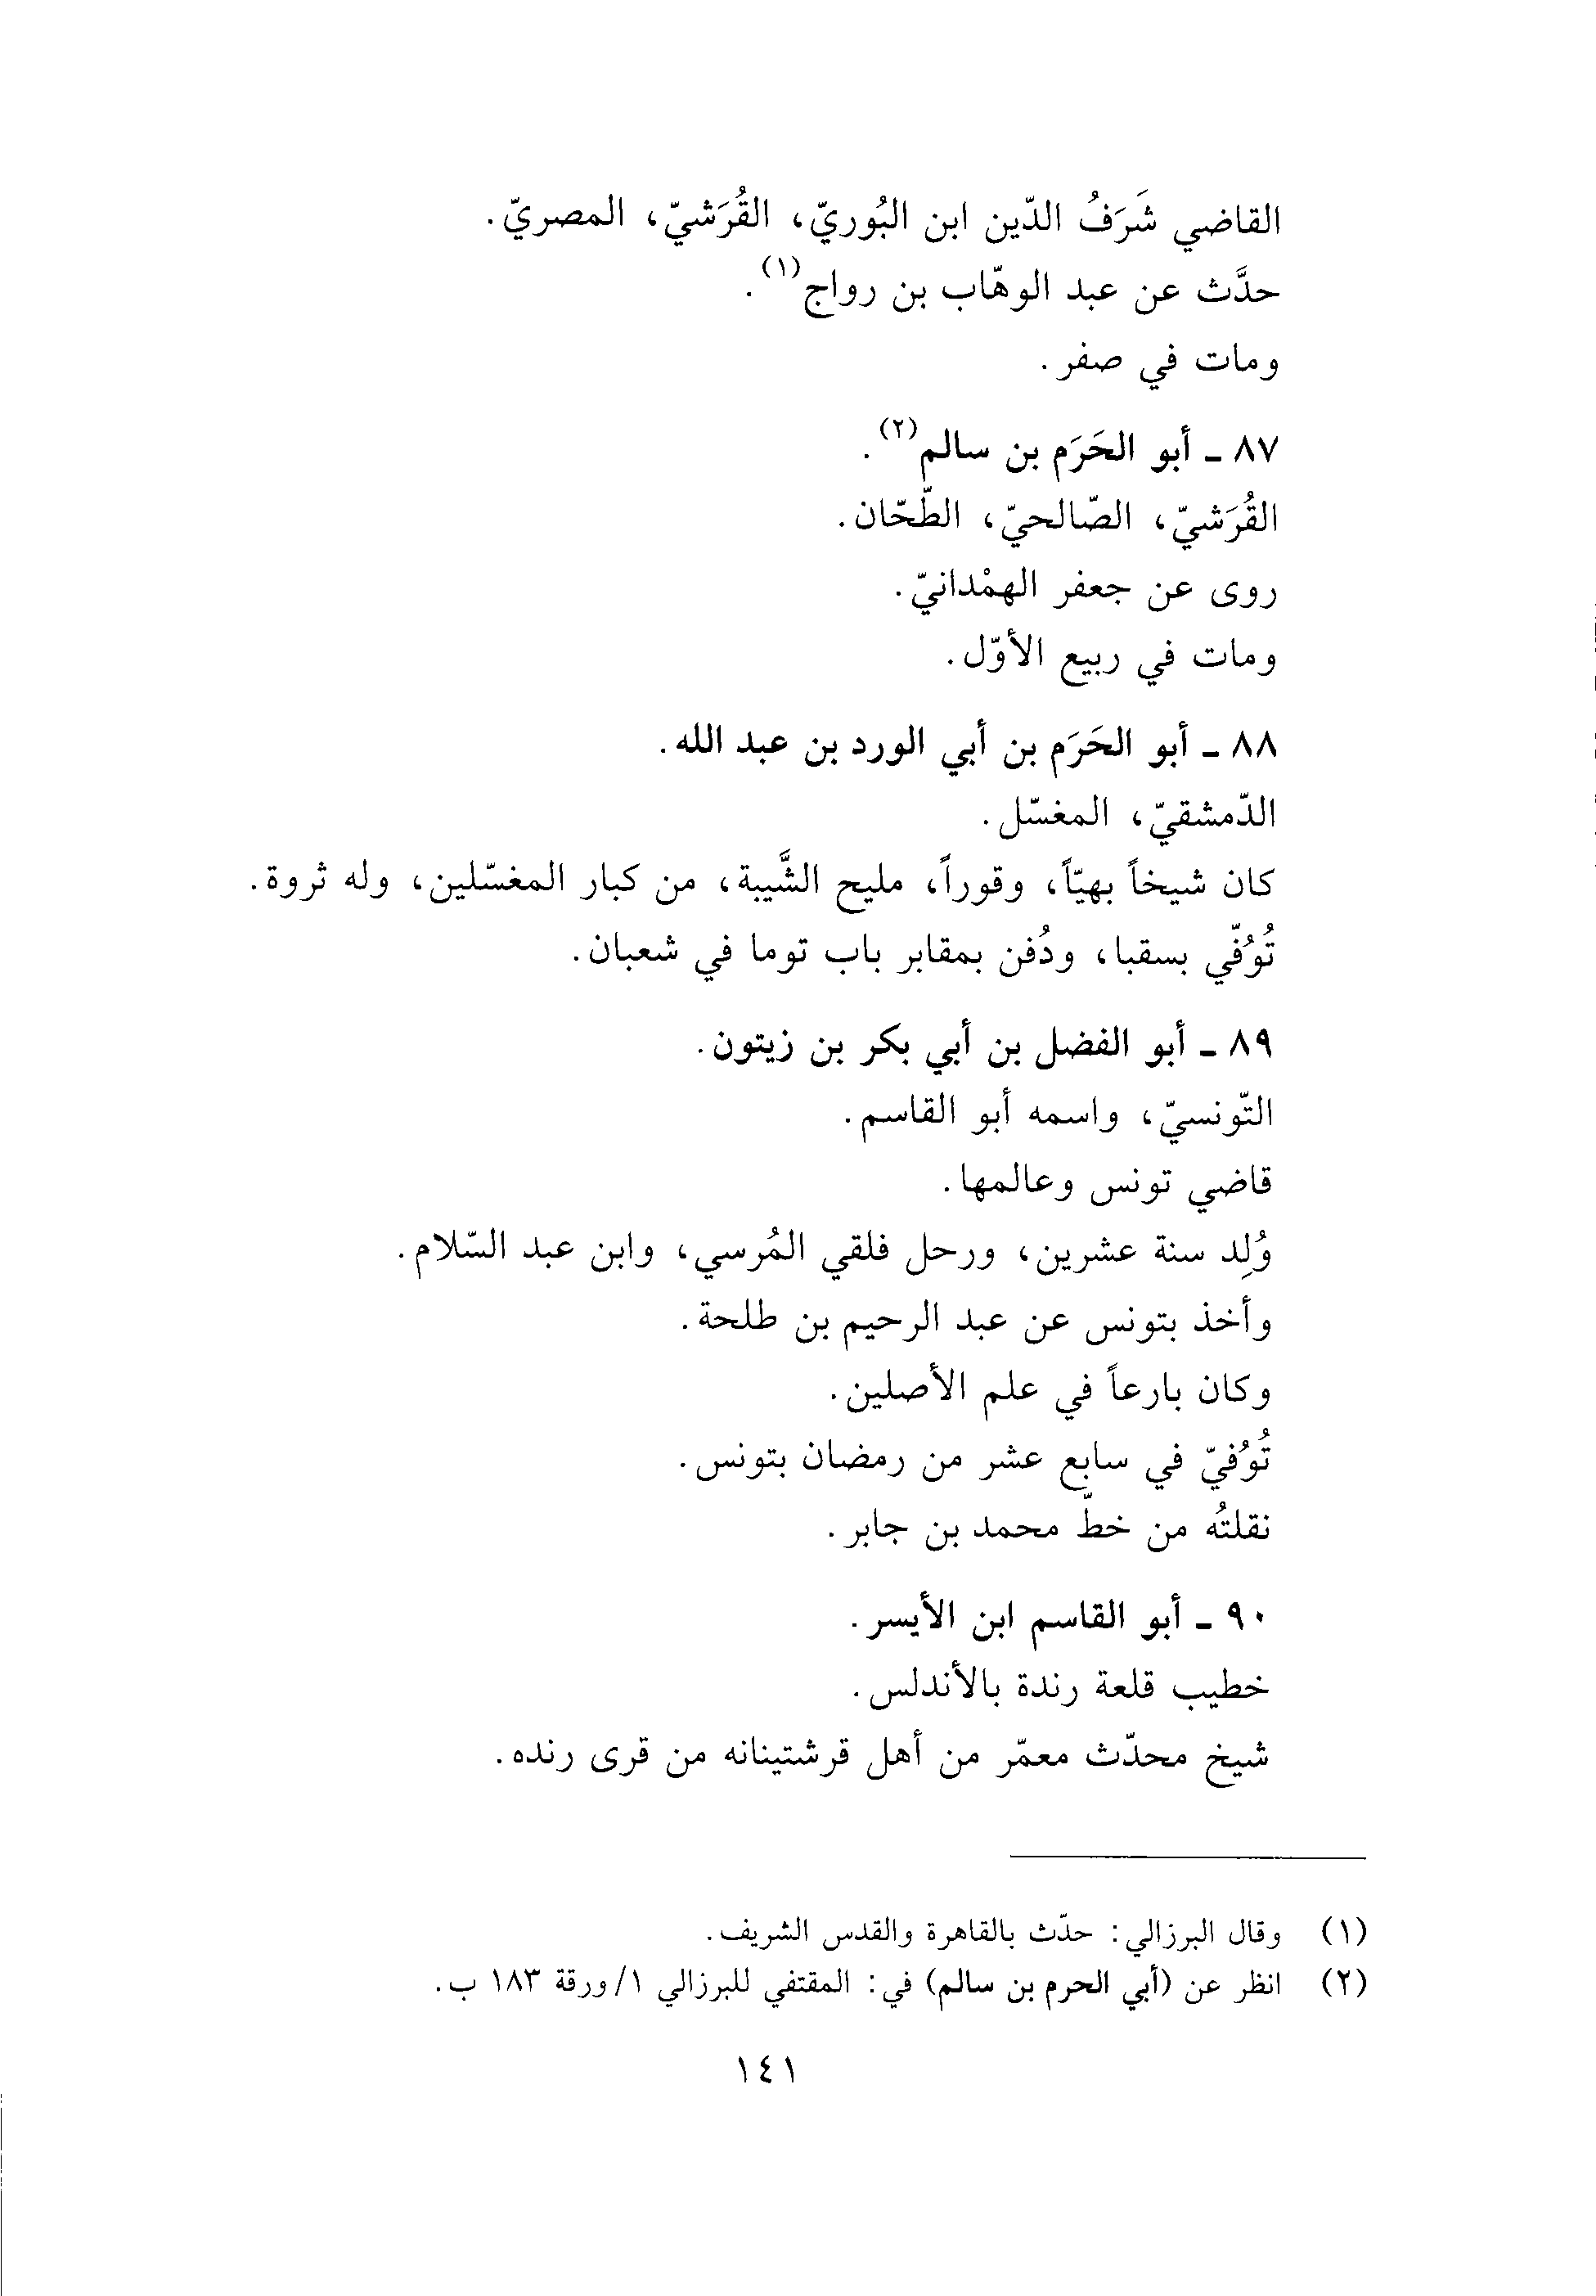 القاضي شَرَفُ الدّين ابن البُوريّ، القُرَشيّ، المصريّ.
حدَّث عن عبد الوهّاب بن رواج(١).
ومات في صفر.
٨٧ ـ أبو الحَرَم بن سالم(٢).
القُرَشيّ، الصّالحيّ، الطّحّان.
روى عن جعفر الهمْدانيّ.
ومات في ربيع الأوّل.
٨٨ ـ أبو الحَرَم بن أبي الورد بن عبد الله.
الدّمشقيّ، المغسّل.
كان شيخاً بهيّاً، وقوراً، مليح الشَّيبة، من كبار المغسّلين، وله ثروة.
تُوُفّي بسقبا، ودُفن بمقابر باب توما في شعبان.
٨٩ ـ أبو الفضل بن أبي بكر بن زيتون.
التّونسيّ، واسمه أبو القاسم.
قاضي تونس وعالمها.
وُلِد سنة عشرين، ورحل فلقي المُرسي، وابن عبد السّلام.
وأخذ بتونس عن عبد الرحيم بن طلحة.
وكان بارعاً في علم الأصلين.
تُوُفيّ في سابع عشر من رمضان بتونس.
نقلتُه من خطّ محمد بن جابر.
٩٠ ـ أبو القاسم ابن الأيسر.
خطيب قلعة رندة بالأندلس.
شيخ محدّث معمّر من أهل قرشتينانه من قرى رنده.
(١) وقال البرزالي: حدّث بالقاهرة والقدس الشريف.
(٢) انظر عن (أبي الحرم بن سالم) في: المقتفي للبرزالي ١/ورقة ١٨٣ ب.
١٤١